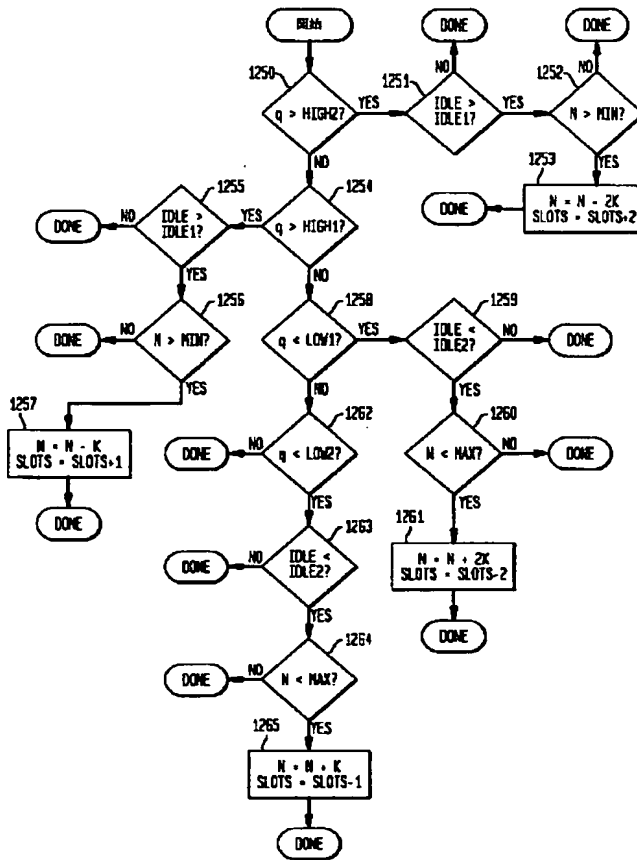 開始
DONE
DONE
1250
1251
1252
q > HIGH2?
YES
IDLE >
IDLE1?
NO
YES
N > MIN?
NO
YES
NO
1253
N = N - 2K
SLOTS = SLOTS+2
DONE
1255
1254
IDLE >
IDLE1?
NO
DONE
YES
q > HIGH1?
YES
NO
1256
1258
1259
N > MIN?
NO
DONE
YES
q < LOW1?
YES
NO
IDLE <
IDLE2?
NO
DONE
YES
1257
N = N - K
SLOTS = SLOTS+1
DONE
1262
1260
q < LOW2?
NO
DONE
YES
N < MAX?
NO
DONE
YES
1263
1261
IDLE <
IDLE2?
NO
DONE
YES
N = N + 2K
SLOTS = SLOTS-2
DONE
1264
N < MAX?
NO
DONE
YES
1265
N = N + K
SLOTS = SLOTS-1
DONE